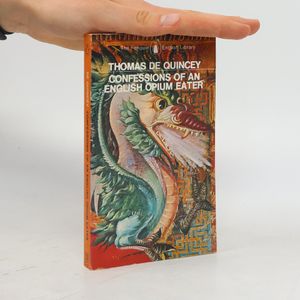 The Penguin English Library
THOMAS DE QUINCEY
CONFESSIONS OF AN
ENGLISH OPIUM EATER